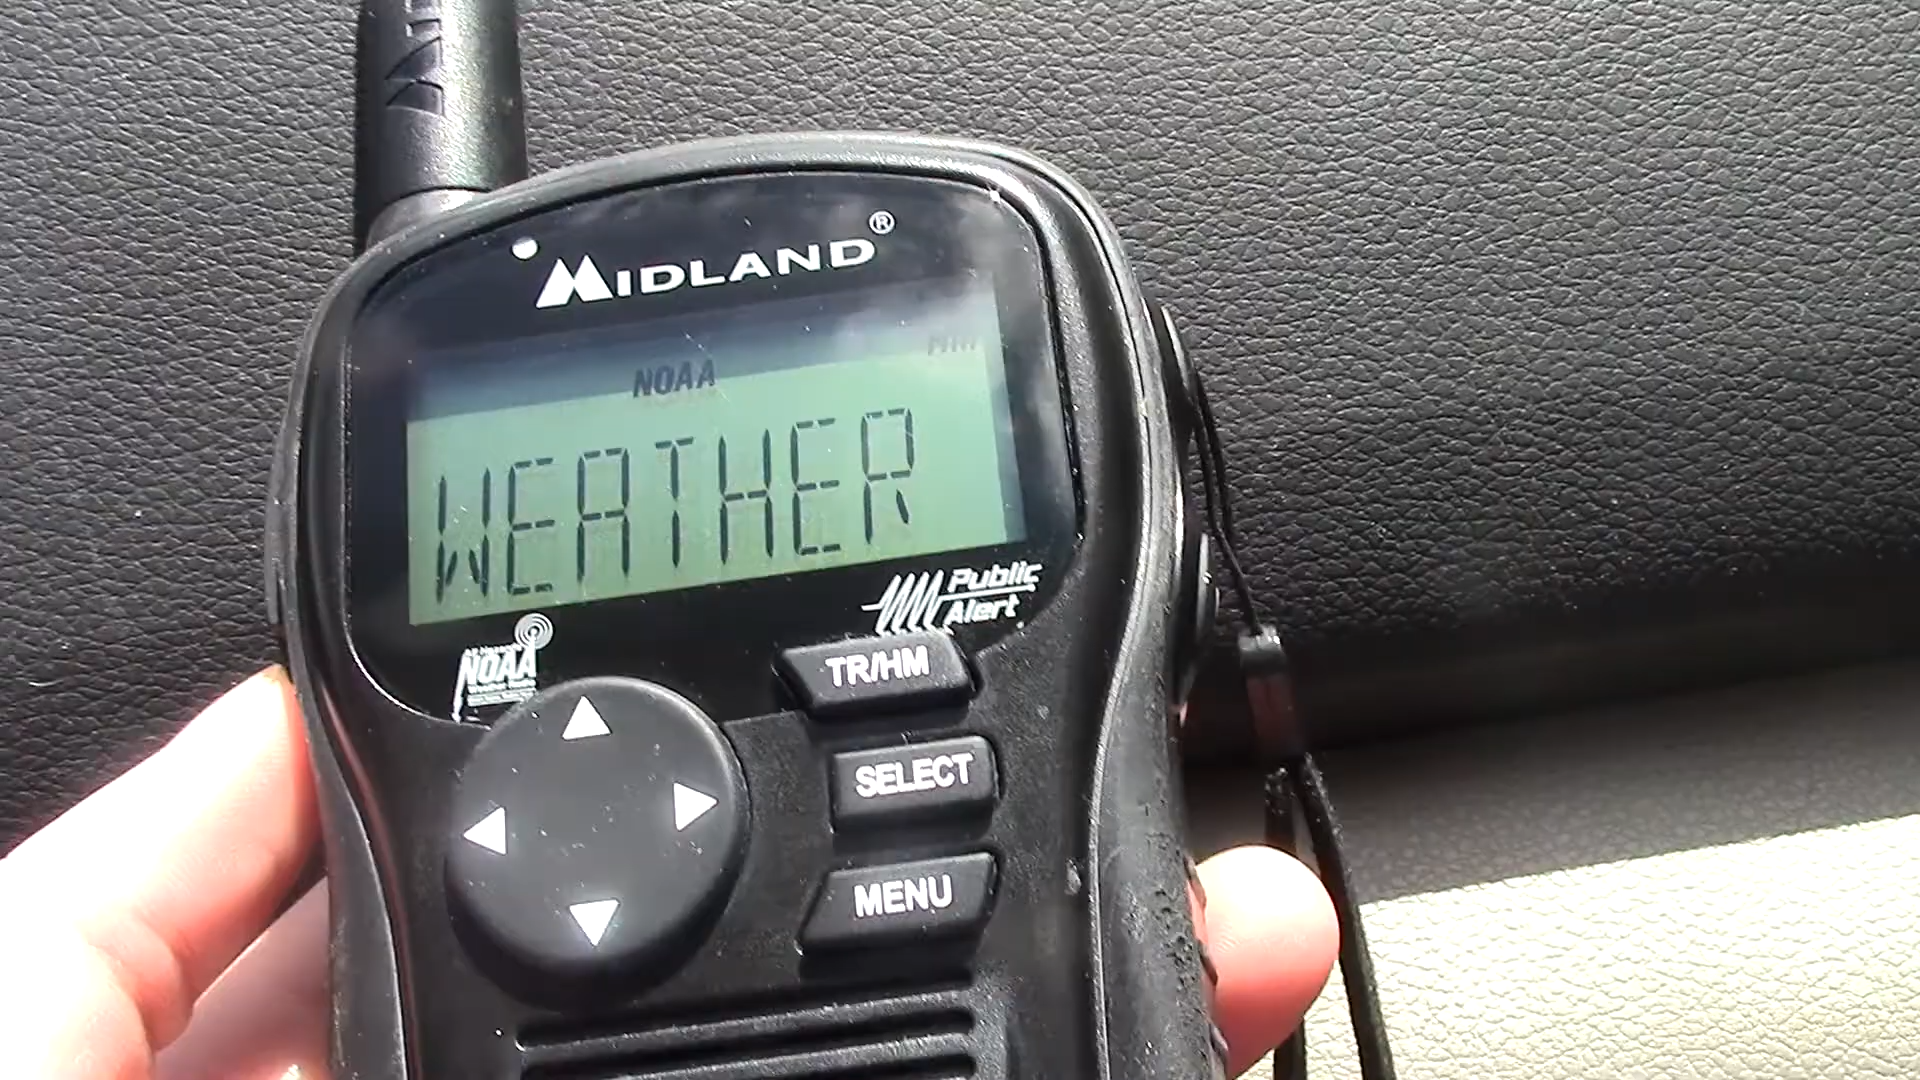 MIDLAND®
NOAA
WEATHER
Public
Alert
NOAA
TR/HM
SELECT
MENU